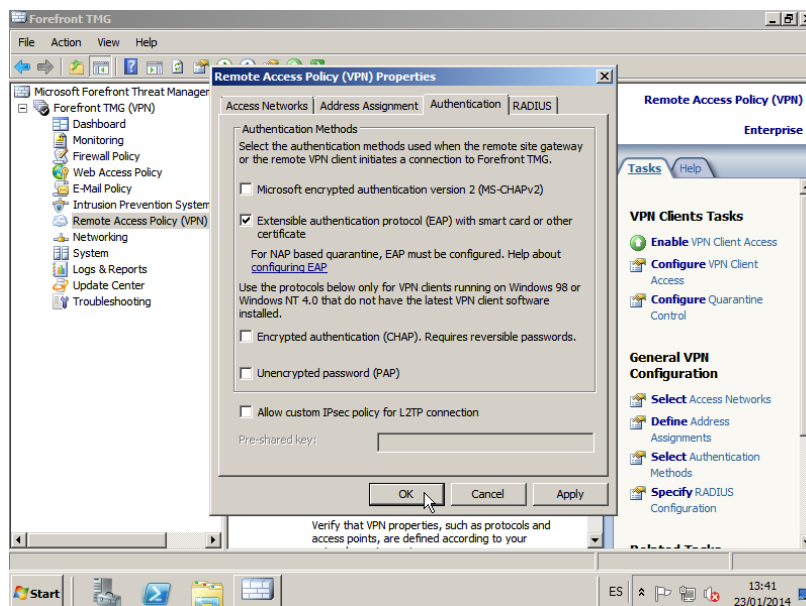 Forefront TMG
File Action View Help
Microsoft Forefront Threat Manager
Forefront TMG (VPN)
Dashboard
Monitoring
Firewall Policy
Web Access Policy
E-Mail Policy
Intrusion Prevention System
Remote Access Policy (VPN)
Networking
System
Logs & Reports
Update Center
Troubleshooting
Remote Access Policy (VPN) Properties
Access Networks Address Assignment Authentication RADIUS
Authentication Methods
Select the authentication methods used when the remote site gateway
or the remote VPN client initiates a connection to Forefront TMG.
Microsoft encrypted authentication version 2 (MS-CHAPv2)
Extensible authentication protocol (EAP) with smart card or other
certificate
For NAP based quarantine, EAP must be configured. Help about
configuring EAP
Use the protocols below only for VPN clients running on Windows 98 or
Windows NT 4.0 that do not have the latest VPN client software
installed.
Encrypted authentication (CHAP). Requires reversible passwords.
Unencrypted password (PAP)
Allow custom IPsec policy for L2TP connection
Pre-shared key:
OK Cancel Apply
Verify that VPN properties, such as protocols and
access points, are defined according to your
Remote Access Policy (VPN)
Enterprise
Tasks Help
VPN Clients Tasks
Enable VPN Client Access
Configure VPN Client
Access
Configure Quarantine
Control
General VPN
Configuration
Select Access Networks
Define Address
Assignments
Select Authentication
Methods
Specify RADIUS
Configuration
Start
ES
13:41
23/01/2014